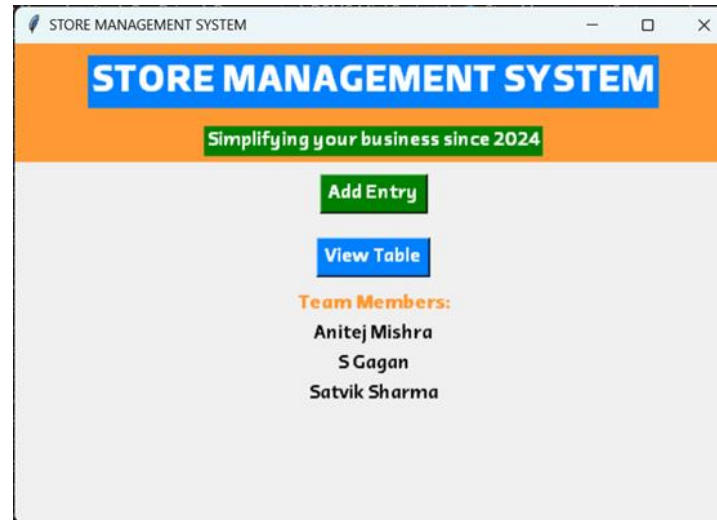 STORE MANAGEMENT SYSTEM
STORE MANAGEMENT SYSTEM
Simplifying your business since 2024
Add Entry
View Table
Team Members:
Anitej Mishra
S Gagan
Satvik Sharma